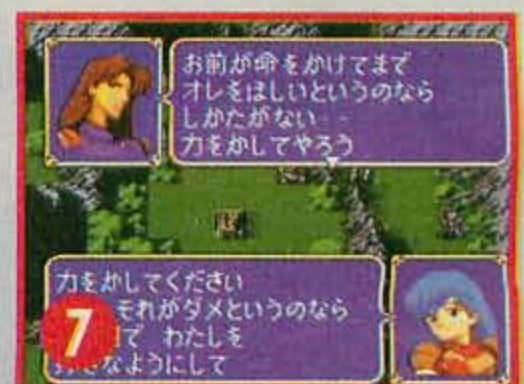 お前が命をかけてまで
オレをほしいというのなら
しかたがない‥
力をかしてやろう
力をかしてください
それがダメというのなら
で わたしを
なようにして
7